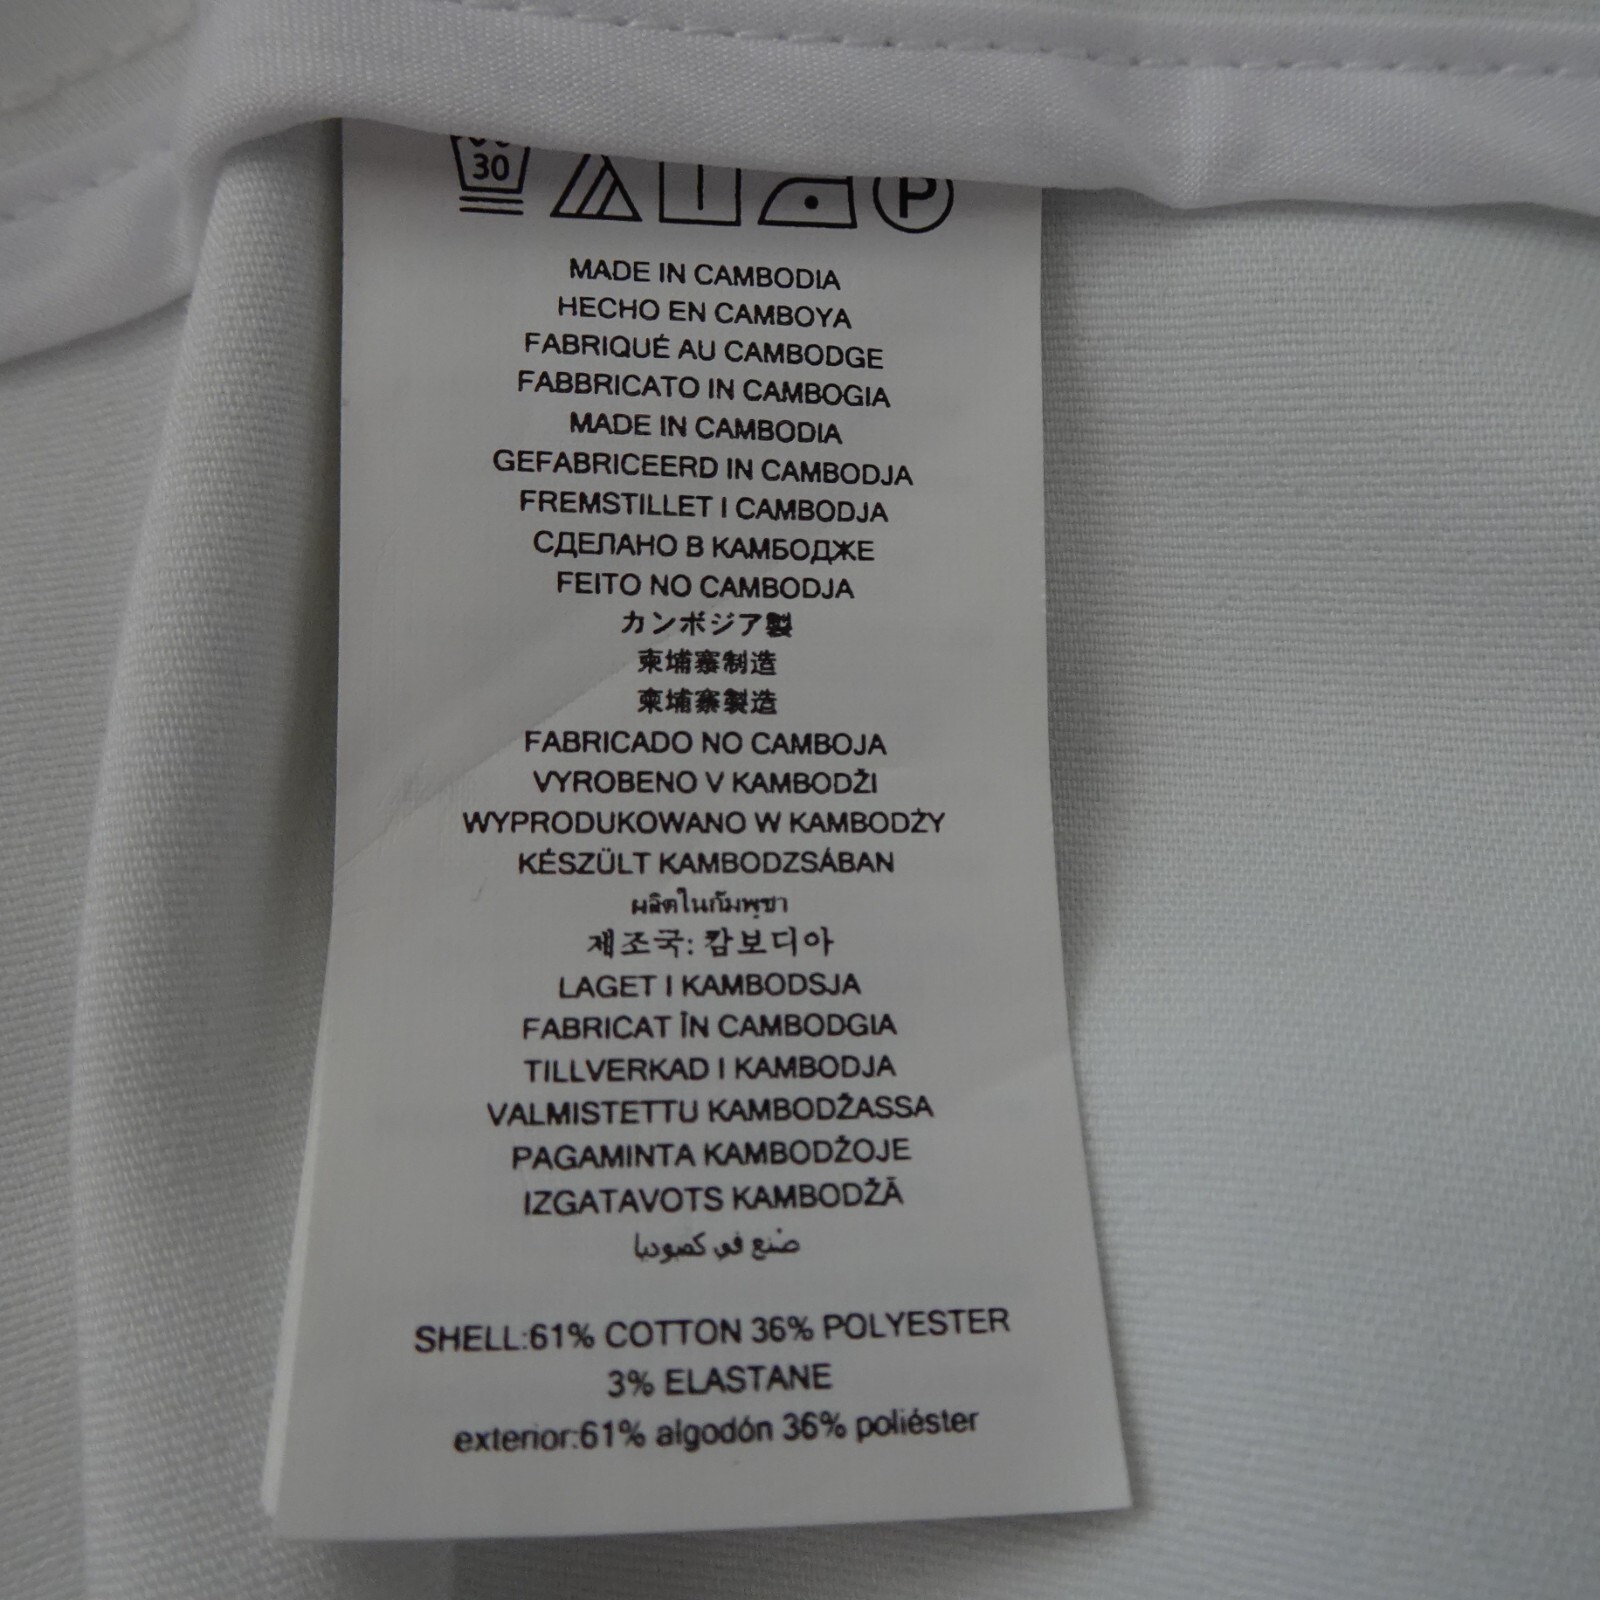 30
P
MADE IN CAMBODIA
HECHO EN CAMBOYA
FABRIQUÉ AU CAMBODGE
FABBRICATO IN CAMBOGIA
MADE IN CAMBODIA
GEFABRICEERD IN CAMBODJA
FREMSTILLET I CAMBODJA
СДЕЛАНО В КАМБОДЖЕ
FEITO NO CAMBODJA
カンボジア製
柬埔寨制造
柬埔寨製造
FABRICADO NO CAMBOJA
VYROBENO V KAMBODŽI
WYPRODUKOWANO W KAMBODŻY
KÉSZÜLT KAMBODZSÁBAN
ผลิตในกัมพูชา
제조국: 캄보디아
LAGET I KAMBODSJA
FABRICAT ÎN CAMBODGIA
TILLVERKAD I KAMBODJA
VALMISTETTU KAMBODŽASSA
PAGAMINTA KAMBODŽOJE
IZGATAVOTS KAMBODŽĀ
صنع في كمبوديا
SHELL:61% COTTON 36% POLYESTER
3% ELASTANE
exterior:61% algodón 36% poliéster